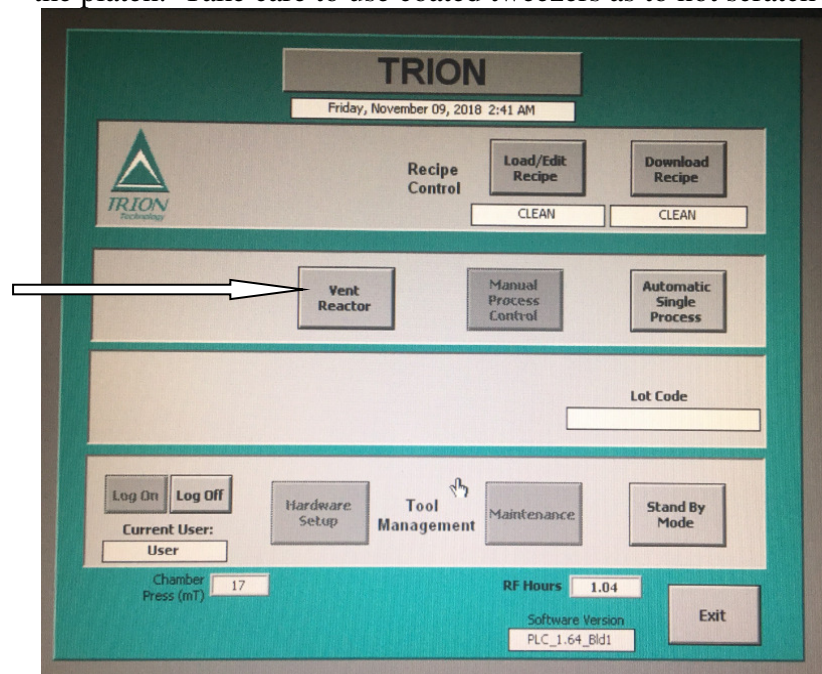 the platen. Take care to use coated tweezers as to not scratch
TRION
Friday, November 09, 2018 2:41 AM
TRION
Technology
Recipe
Control
Load/Edit
Recipe
Download
Recipe
CLEAN
CLEAN
Vent
Reactor
Manual
Process
Control
Automatic
Single
Process
Lot Code
Log On
Log Off
Current User:
User
Hardware
Setup
Tool
Management
Maintenance
Stand By
Mode
Chamber
Press (mT)
17
RF Hours
1.04
Software Version
PLC_1.64_Bld1
Exit